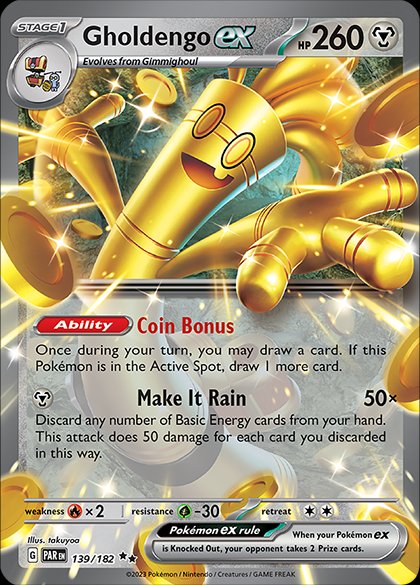 STAGE1 Gholdengo ex HP 260
Evolves from Gimmighoul
Ability Coin Bonus
Once during your turn, you may draw a card. If this
Pokémon is in the Active Spot, draw 1 more card.
Make It Rain 50×
Discard any number of Basic Energy cards from your hand.
This attack does 50 damage for each card you discarded
in this way.
weakness ×2 resistance -30 retreat
Illus. takuyoa
G PAR EN 139/182 ★★
Pokémon ex rule When your Pokémon ex
is Knocked Out, your opponent takes 2 Prize cards.
©2023 Pokémon / Nintendo / Creatures / GAME FREAK